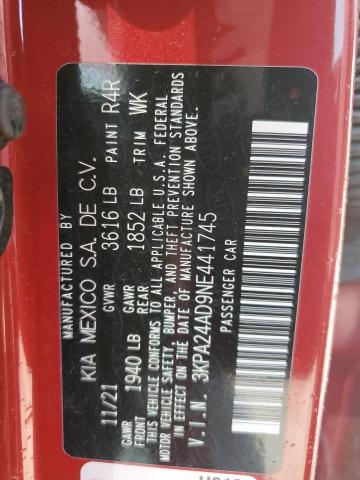 MANUFACTURED BY
KIA MEXICO S.A. DE C.V.
11/21 GVWR 3616 LB PAINT R4R
GAWR FRONT 1940 LB GAWR REAR 1852 LB TRIM WK
THIS VEHICLE CONFORMS TO ALL APPLICABLE U.S.A. FEDERAL
MOTOR VEHICLE SAFETY, BUMPER, AND THEFT PREVENTION STANDARDS
IN EFFECT ON THE DATE OF MANUFACTURE SHOWN ABOVE.
V.I.N. 3KPA24AD9NE441745
PASSENGER CAR